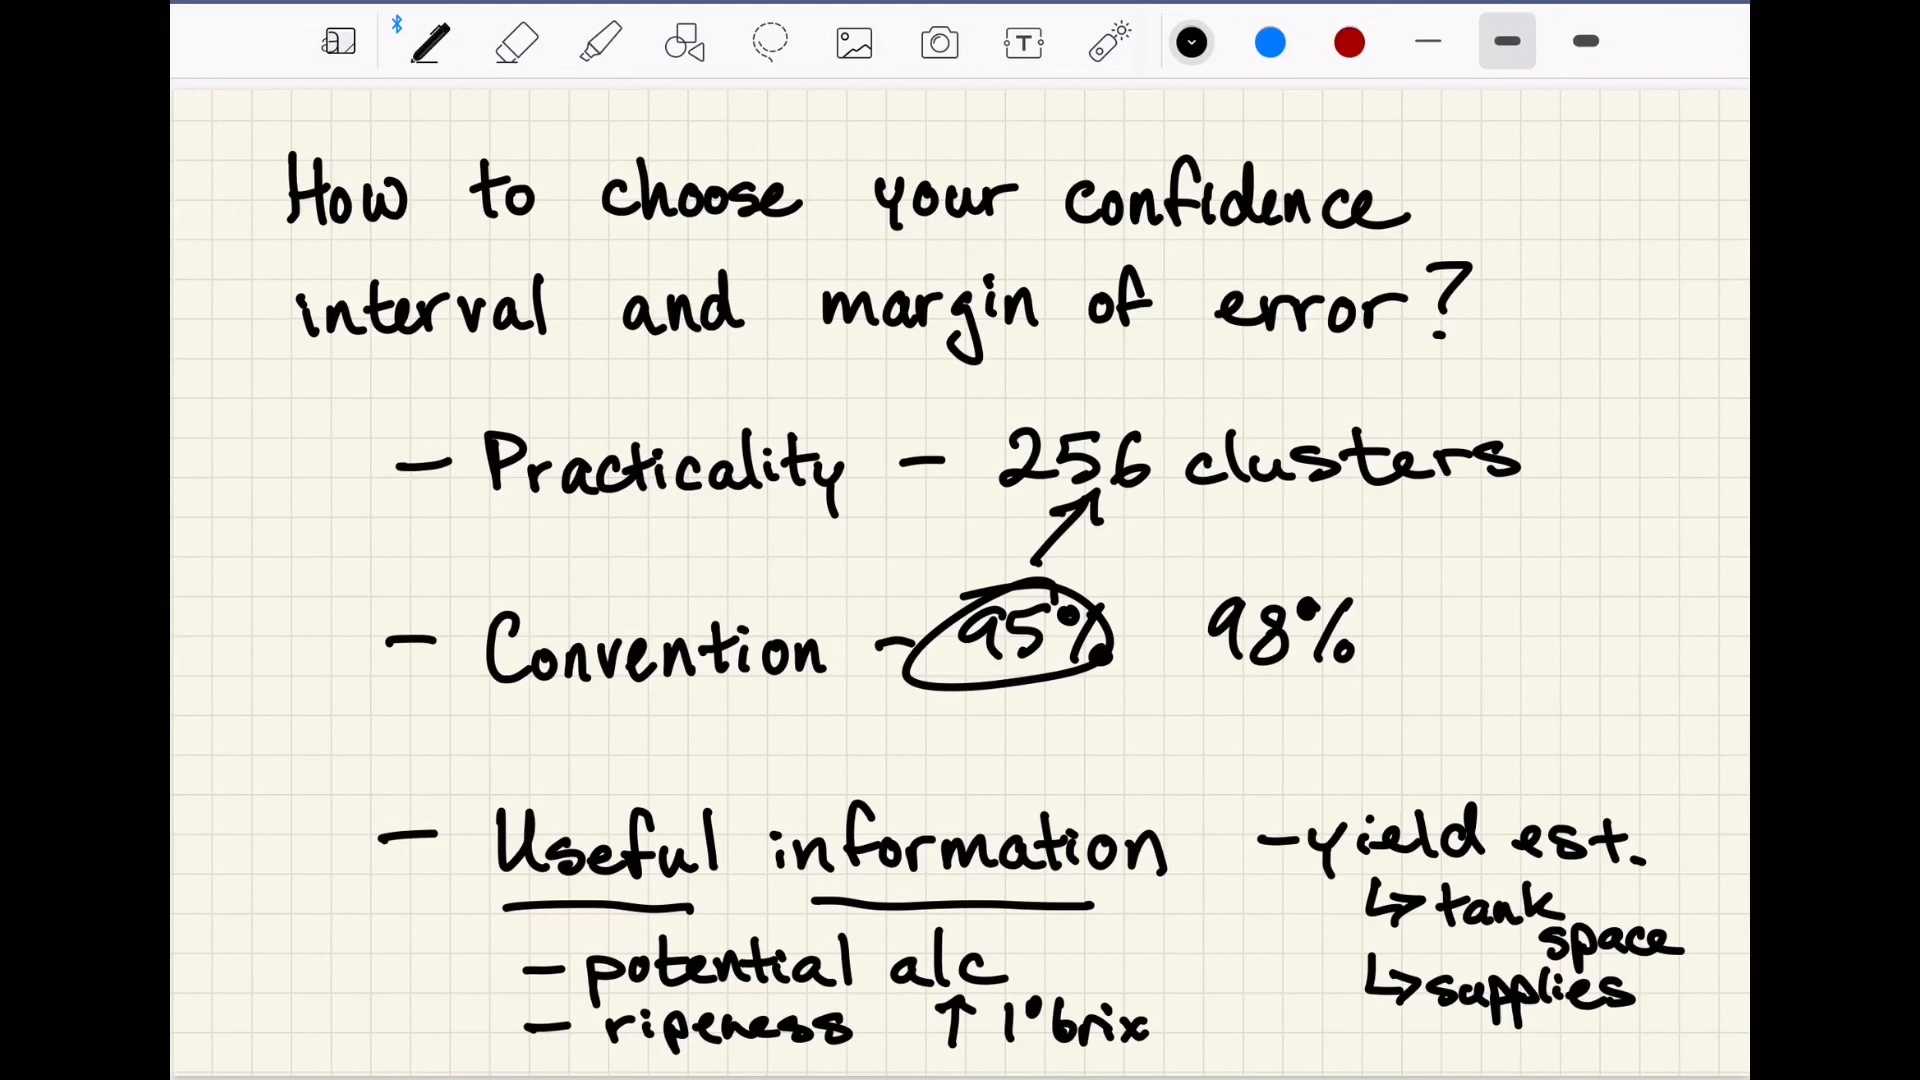 How to choose your confidence
interval and margin of error?
- Practicality - 256 clusters
- Convention - 95% 98%
- Useful information - yield est.
↳ tank space
↳ supplies
- potential alc
- ripeness ↑ 1° brix